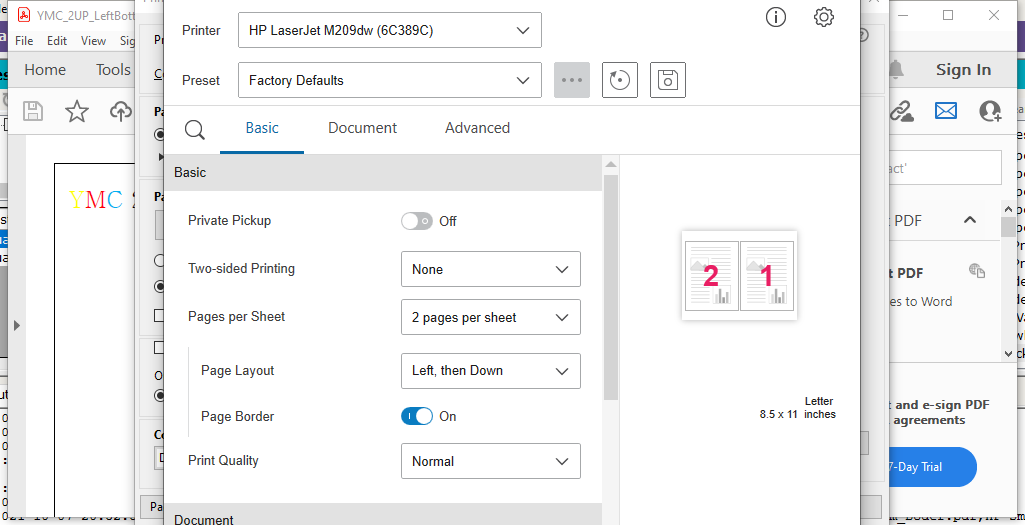 YMC_2UP_LeftBott
File Edit View Sig
Home Tools
YMC 2
Printer HP LaserJet M209dw (6C389C)
Preset Factory Defaults
Basic Document Advanced
Basic
Private Pickup Off
Two-sided Printing None
Pages per Sheet 2 pages per sheet
Page Layout Left, then Down
Page Border On
Print Quality Normal
Document
2 1
Letter
8.5 x 11 inches
Sign In
act'
PDF
t PDF
es to Word
t and e-sign PDF
agreements
7-Day Trial